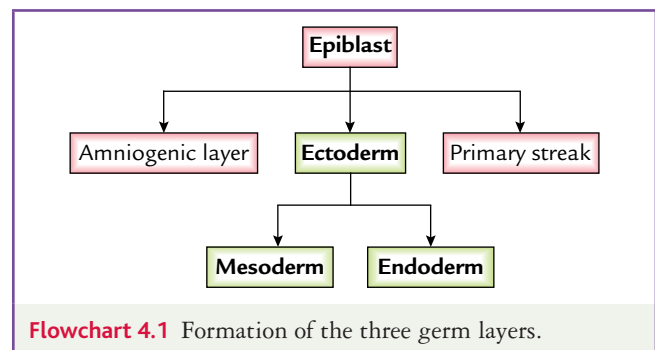 Epiblast
Amniogenic layer
Ectoderm
Primary streak
Mesoderm
Endoderm
Flowchart 4.1 Formation of the three germ layers.